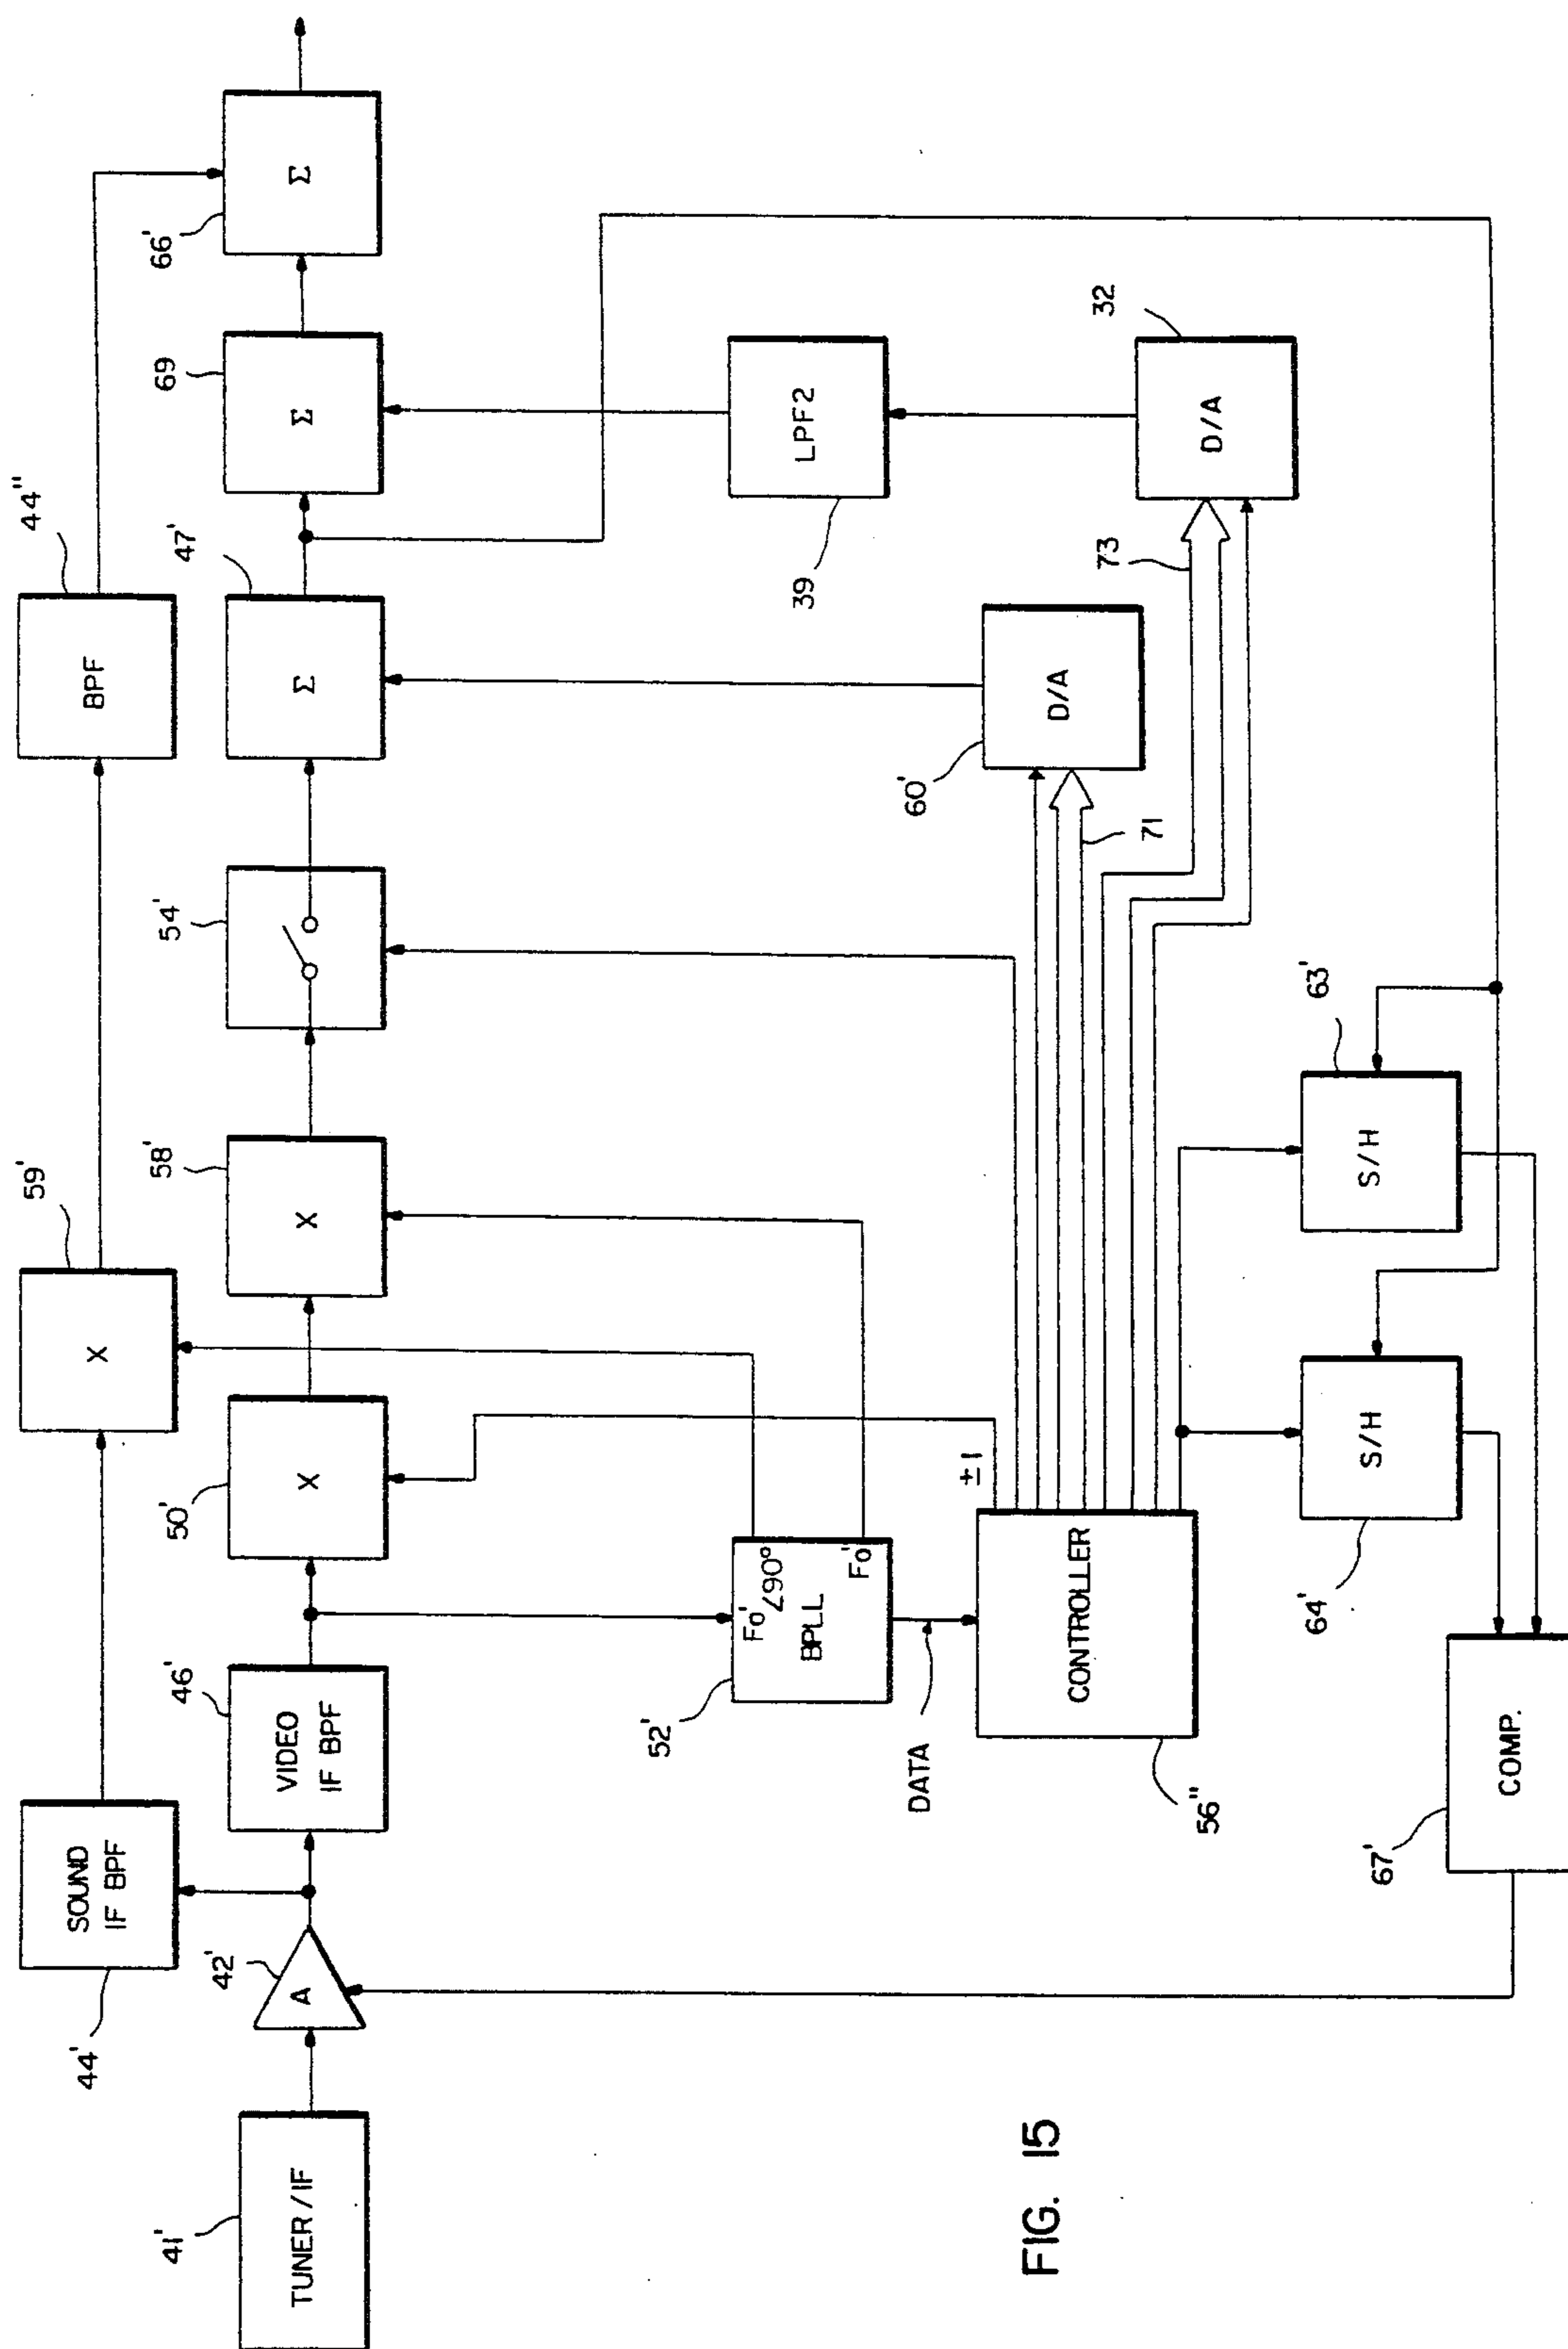 44'
SOUND
IF BPF
59'
X
BPF
44"
41'
TUNER/IF
42'
A
46'
VIDEO
IF BPF
50'
X
58'
X
54'
47'
Σ
69
Σ
66'
Σ
52'
Fo'
∠90°
BPLL
Fo'
DATA
±1
CONTROLLER
56"
60'
D/A
71
39
LPF2
73
32
D/A
64'
S/H
63'
S/H
67'
COMP.
FIG. 15